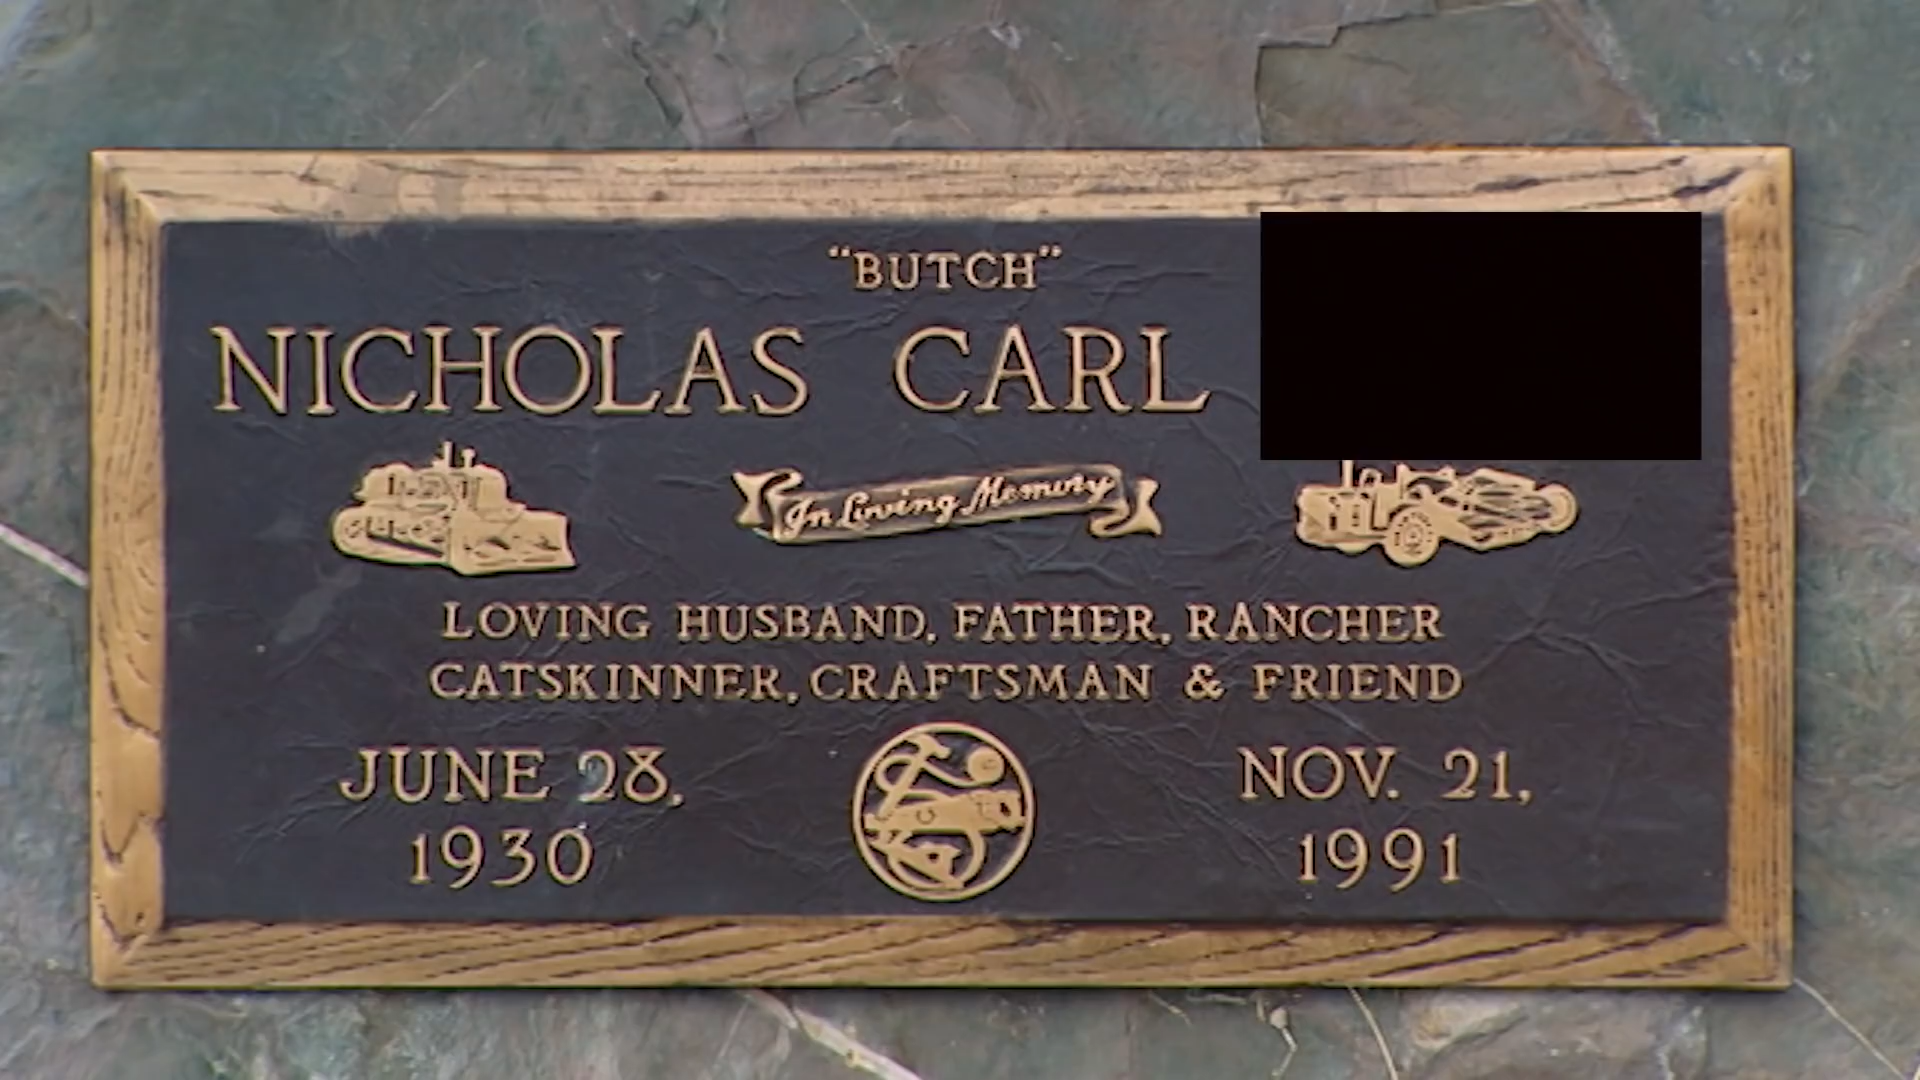 "BUTCH"
NICHOLAS CARL
In Loving Memory
LOVING HUSBAND, FATHER, RANCHER
CATSKINNER, CRAFTSMAN & FRIEND
JUNE 28, NOV. 21,
1930 1991